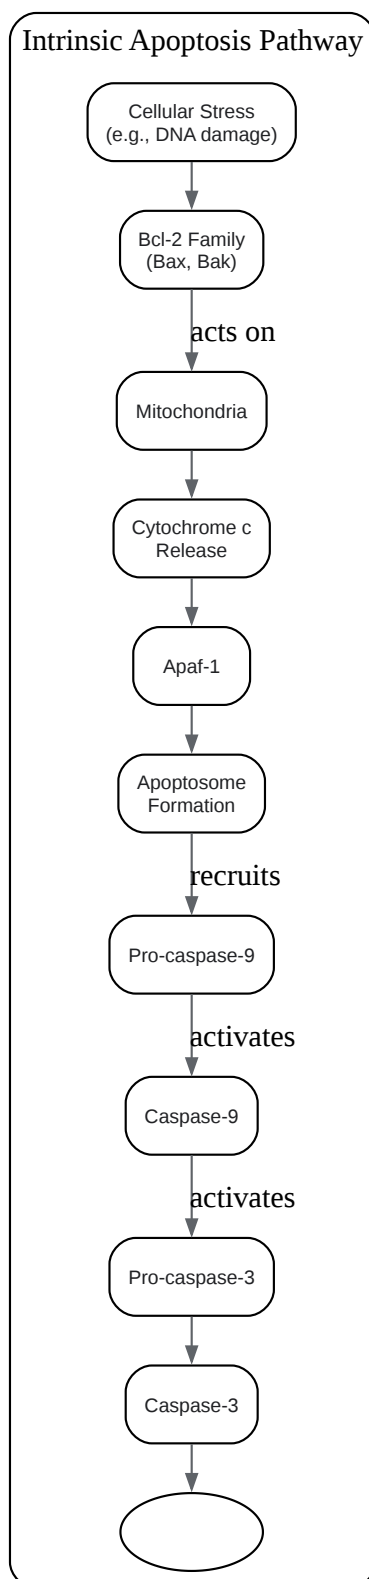 Intrinsic Apoptosis Pathway
Cellular Stress
(e.g., DNA damage)
Bcl-2 Family
(Bax, Bak)
acts on
Mitochondria
Cytochrome c
Release
Apaf-1
Apoptosome
Formation
recruits
Pro-caspase-9
activates
Caspase-9
activates
Pro-caspase-3
Caspase-3